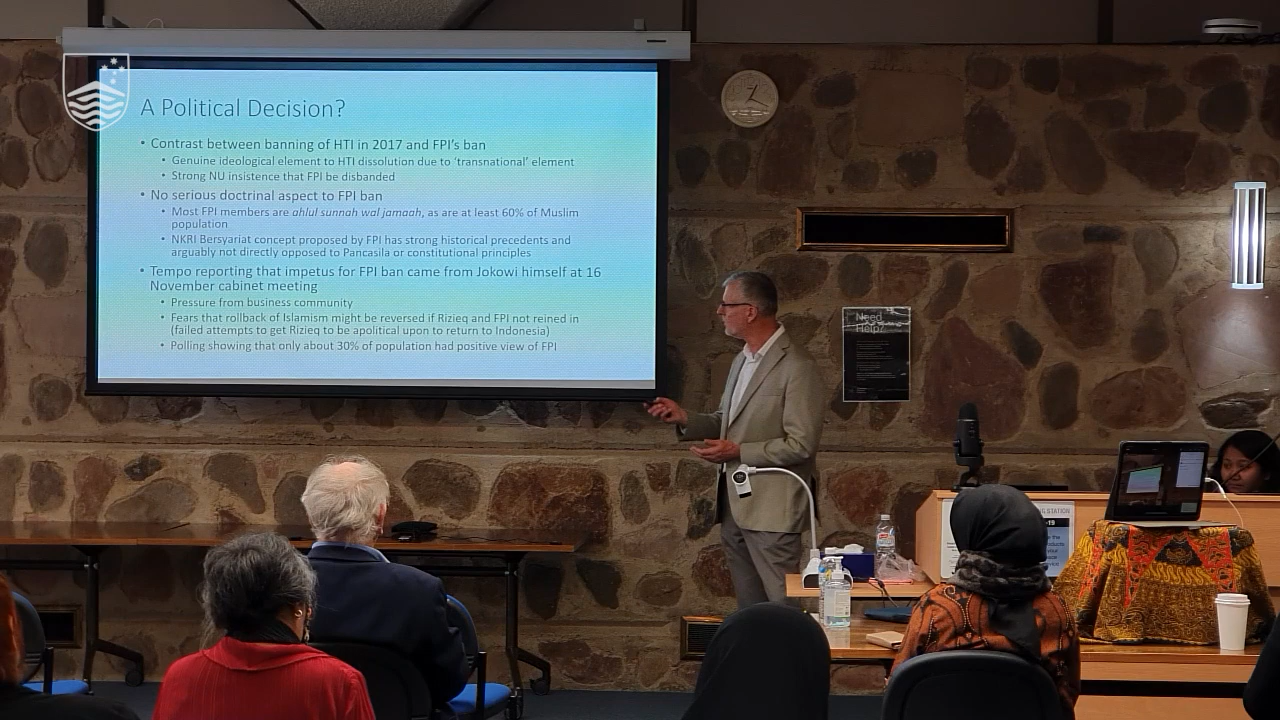 A Political Decision?
• Contrast between banning of HTI in 2017 and FPI's ban
• Genuine ideological element to HTI dissolution due to 'transnational' element
• Strong NU insistence that FPI be disbanded
• No serious doctrinal aspect to FPI ban
• Most FPI members are ahlul sunnah wal jamaah, as are at least 60% of Muslim
population
• NKRI Bersyariat concept proposed by FPI has strong historical precedents and
arguably not directly opposed to Pancasila or constitutional principles
• Tempo reporting that impetus for FPI ban came from Jokowi himself at 16
November cabinet meeting
• Pressure from business community
• Fears that rollback of Islamism might be reversed if Rizieq and FPI not reined in
(failed attempts to get Rizieq to be apolitical upon to return to Indonesia)
• Polling showing that only about 30% of population had positive view of FPI
Need
Help?
STATION